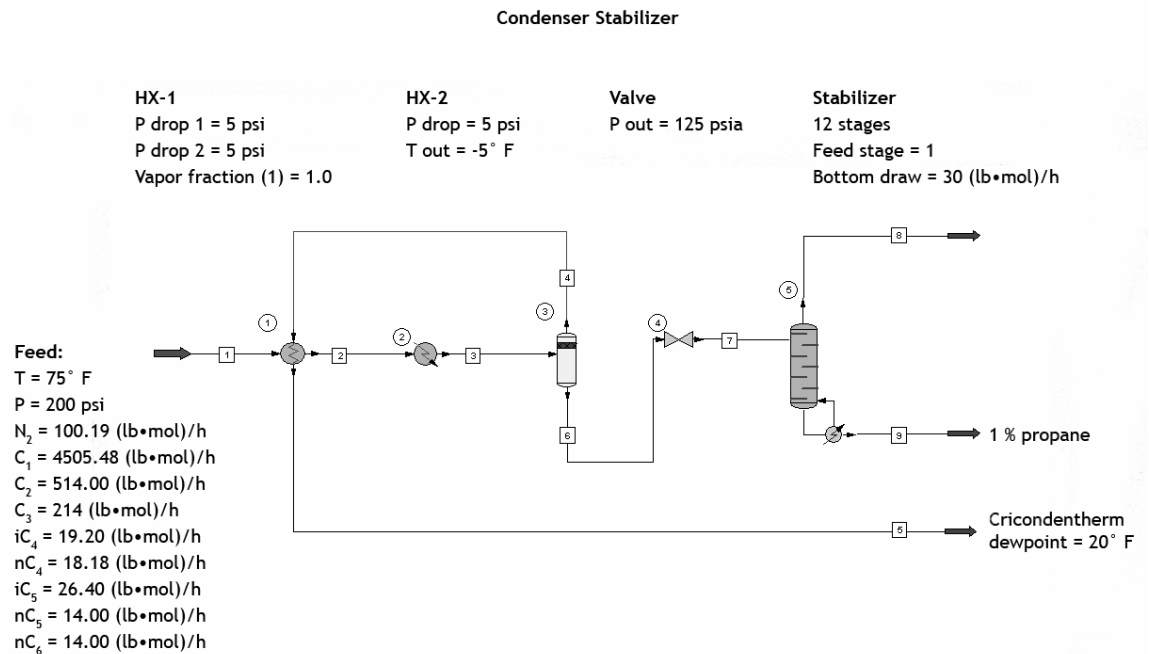 Condenser Stabilizer
HX-1
P drop 1 = 5 psi
P drop 2 = 5 psi
Vapor fraction (1) = 1.0
HX-2
P drop = 5 psi
T out = -5° F
Valve
P out = 125 psia
Stabilizer
12 stages
Feed stage = 1
Bottom draw = 30 (lb•mol)/h
8
4
5
3
1
2
4
7
1
2
3
6
9
1 % propane
5
Cricondentherm
dewpoint = 20° F
Feed:
T = 75° F
P = 200 psi
N₂ = 100.19 (lb•mol)/h
C₁ = 4505.48 (lb•mol)/h
C₂ = 514.00 (lb•mol)/h
C₃ = 214 (lb•mol)/h
iC₄ = 19.20 (lb•mol)/h
nC₄ = 18.18 (lb•mol)/h
iC₅ = 26.40 (lb•mol)/h
nC₅ = 14.00 (lb•mol)/h
nC₆ = 14.00 (lb•mol)/h